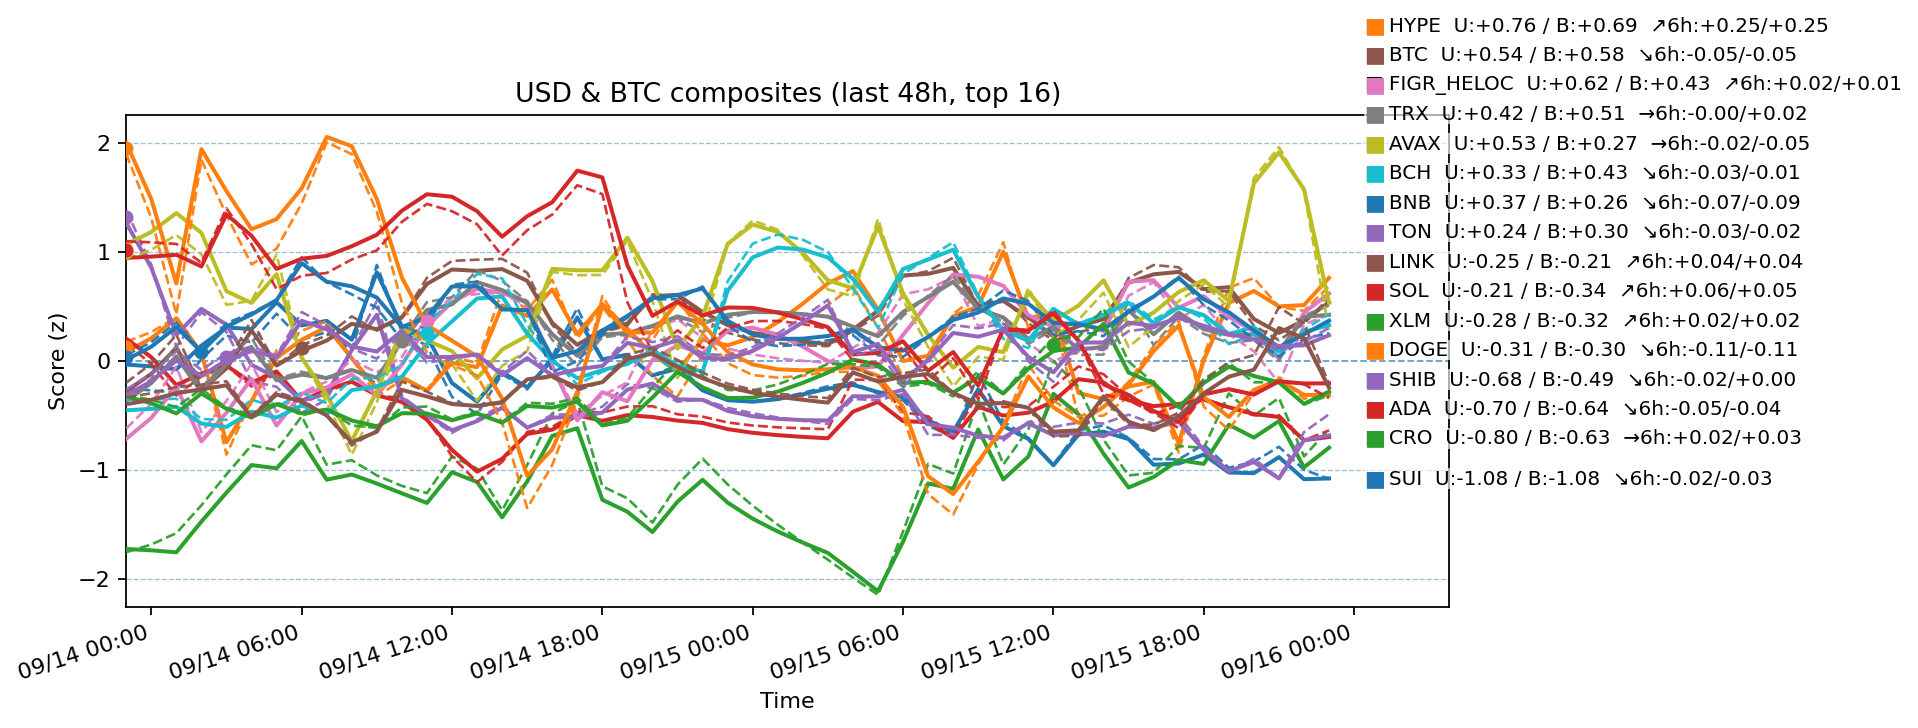 HYPE  U:+0.76 / B:+0.69  ↗6h:+0.25/+0.25
BTC  U:+0.54 / B:+0.58  ↘6h:-0.05/-0.05
FIGR_HELOC  U:+0.62 / B:+0.43  ↗6h:+0.02/+0.01
TRX  U:+0.42 / B:+0.51  →6h:-0.00/+0.02
AVAX  U:+0.53 / B:+0.27  →6h:-0.02/-0.05
BCH  U:+0.33 / B:+0.43  ↘6h:-0.03/-0.01
BNB  U:+0.37 / B:+0.26  ↘6h:-0.07/-0.09
TON  U:+0.24 / B:+0.30  ↘6h:-0.03/-0.02
LINK  U:-0.25 / B:-0.21  ↗6h:+0.04/+0.04
SOL  U:-0.21 / B:-0.34  ↗6h:+0.06/+0.05
XLM  U:-0.28 / B:-0.32  ↗6h:+0.02/+0.02
DOGE  U:-0.31 / B:-0.30  ↘6h:-0.11/-0.11
SHIB  U:-0.68 / B:-0.49  ↘6h:-0.02/+0.00
ADA  U:-0.70 / B:-0.64  ↘6h:-0.05/-0.04
CRO  U:-0.80 / B:-0.63  →6h:+0.02/+0.03
SUI  U:-1.08 / B:-1.08  ↘6h:-0.02/-0.03
USD & BTC composites (last 48h, top 16)
Score (z)
2
1
0
−1
−2
09/14 00:00
09/14 06:00
09/14 12:00
09/14 18:00
09/15 00:00
09/15 06:00
09/15 12:00
09/15 18:00
09/16 00:00
Time